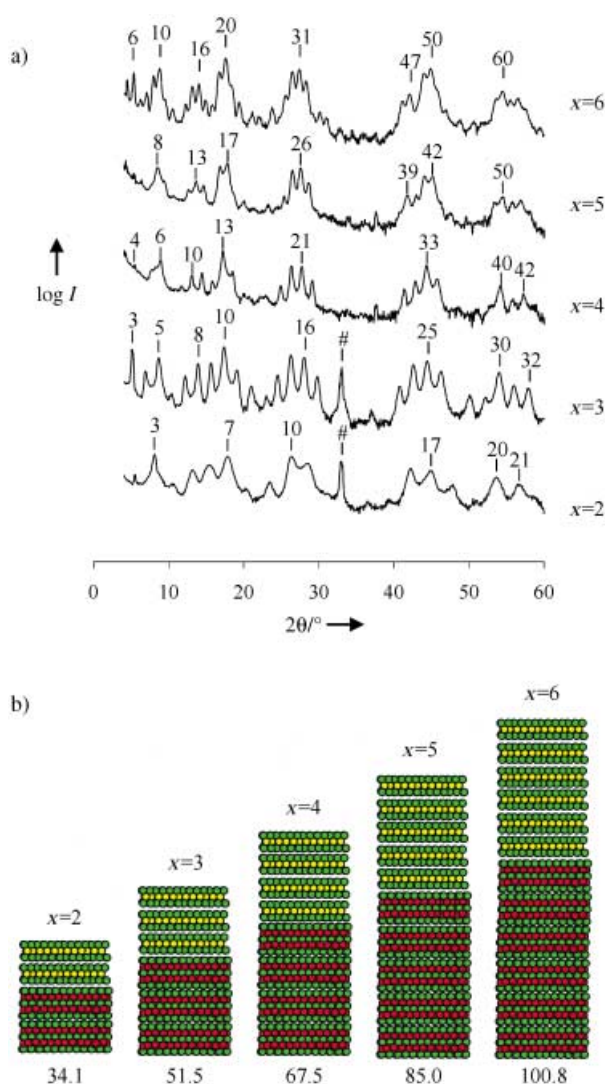 a)
6 10 16 20 31 47 50 60
x=6
8 13 17 26 39 42 50
x=5
4 6 10 13 21 33 40 42
x=4
log I
3 5 8 10 16 # 25 30 32
x=3
3 7 10 # 17 20 21
x=2
0 10 20 30 40 50 60
2θ/°
b)
x=6
x=5
x=4
x=3
x=2
34.1 51.5 67.5 85.0 100.8